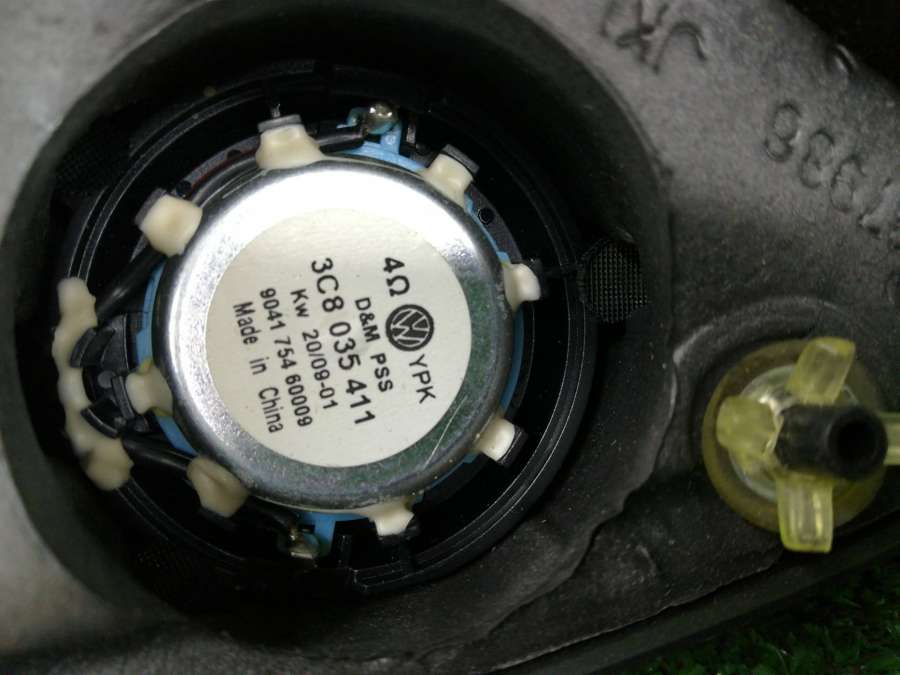 4Ω YPK
D&M PSS
3C8 035 411
Kw 20/09-01
9041 754 60009
Made in China